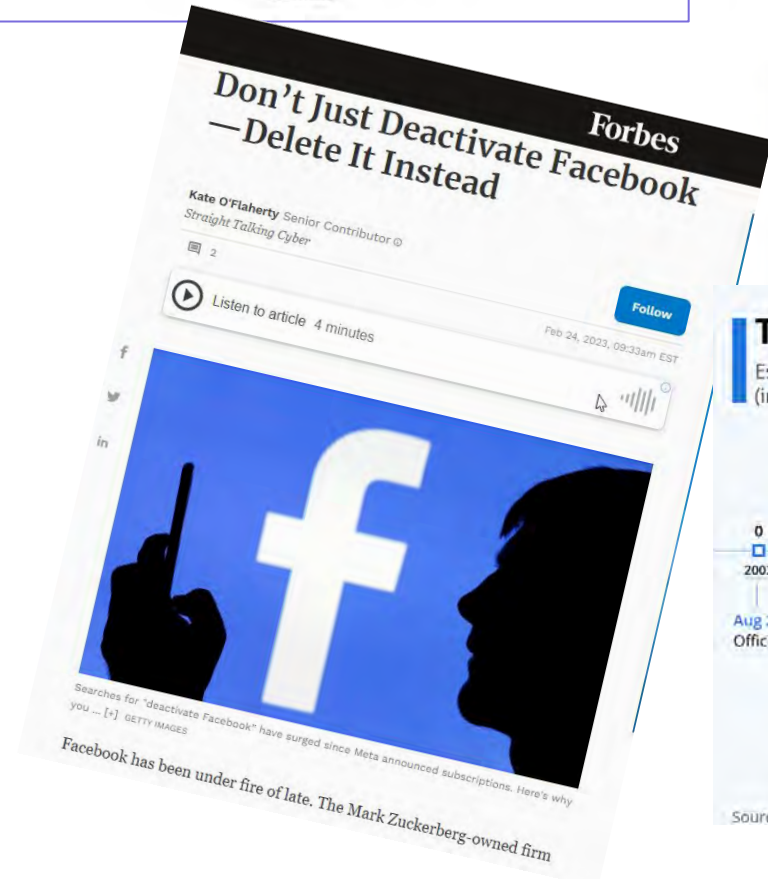 Forbes
Don’t Just Deactivate Facebook
—Delete It Instead
Kate O'Flaherty Senior Contributor
Straight Talking Cyber
2
Follow
Feb 24, 2023, 09:33am EST
Listen to article 4 minutes
f
in
f
Searches for "deactivate Facebook" have surged since Meta announced subscriptions. Here's why
you ... [+] GETTY IMAGES
Facebook has been under fire of late. The Mark Zuckerberg-owned firm
T
0
Aug